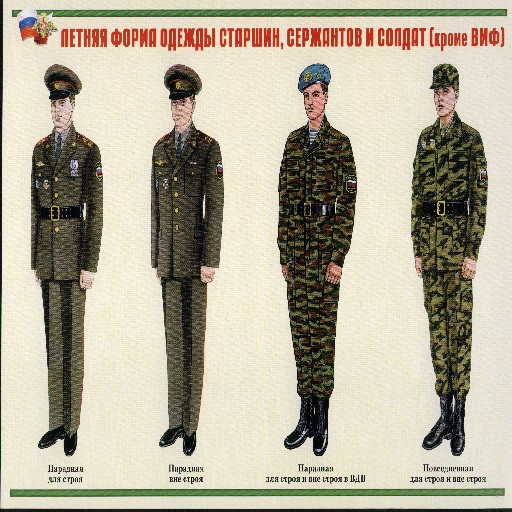 ЛЕТНЯЯ ФОРМА ОДЕЖДЫ СТАРШИН, СЕРЖАНТОВ И СОЛДАТ (кроме ВМФ)
Парадная
для строя
Парадная
вне строя
Парадная
для строя и вне строя в ВДВ
Повседневная
для строя и вне строя